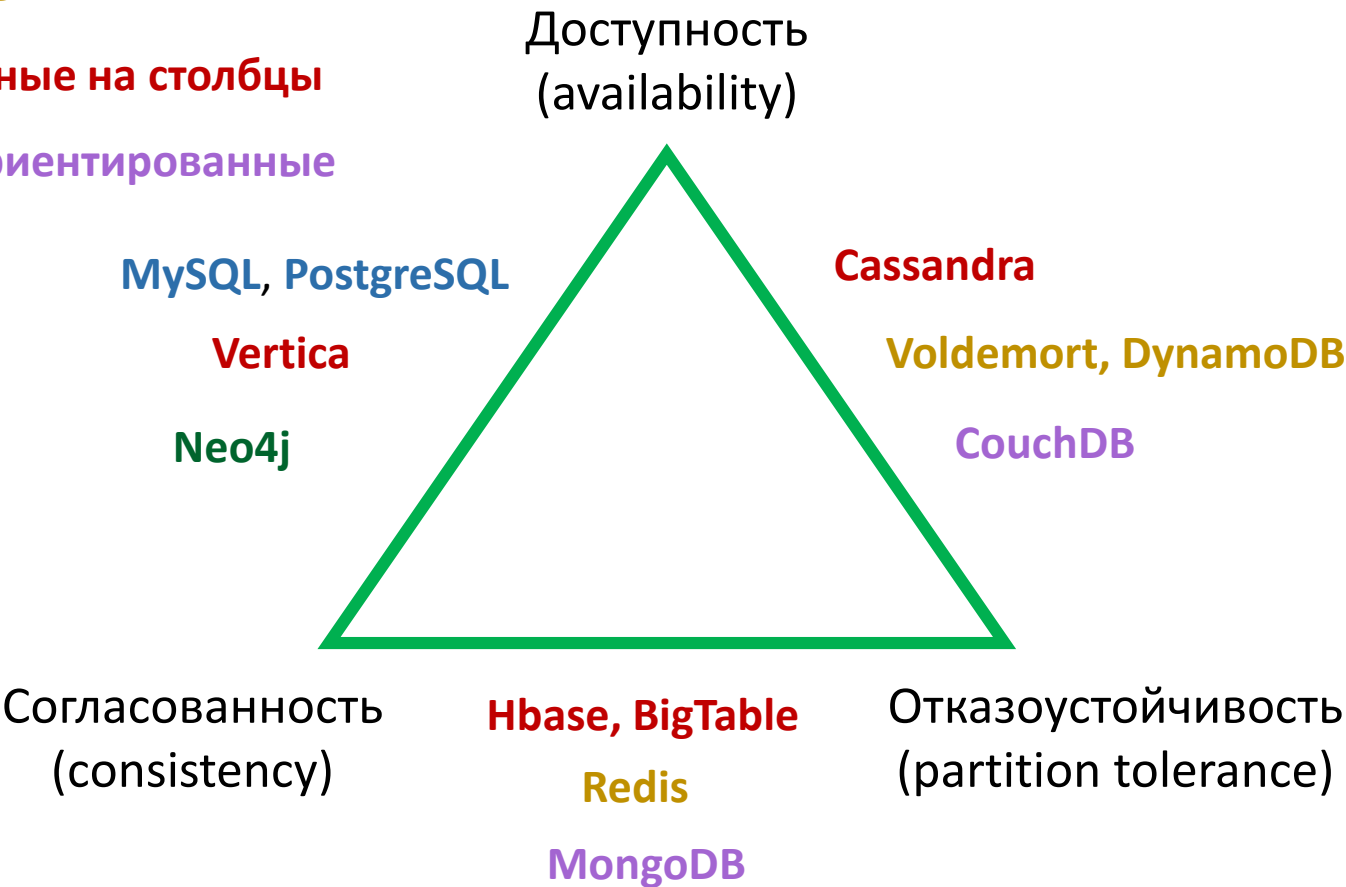 Доступность
(availability)
ные на столбцы
риентированные
MySQL, PostgreSQL
Cassandra
Vertica
Voldemort, DynamoDB
Neo4j
CouchDB
Согласованность
(consistency)
Hbase, BigTable
Redis
MongoDB
Отказоустойчивость
(partition tolerance)